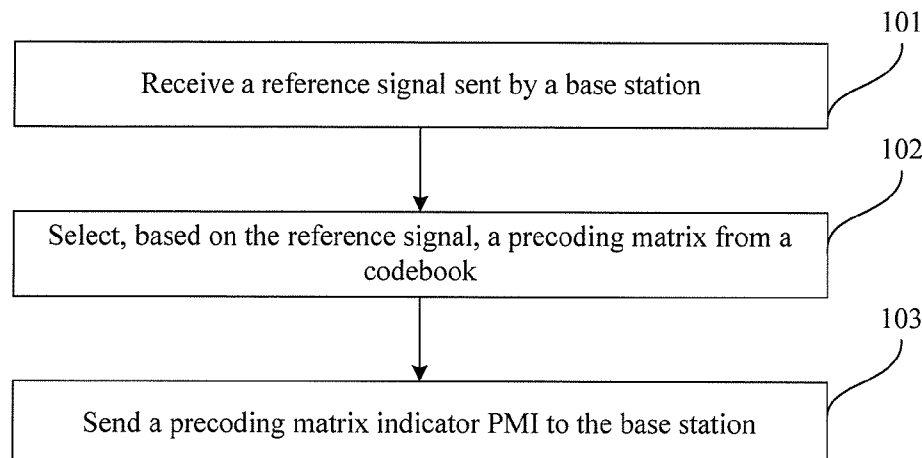 101
Receive a reference signal sent by a base station
102
Select, based on the reference signal, a precoding matrix from a
codebook
103
Send a precoding matrix indicator PMI to the base station